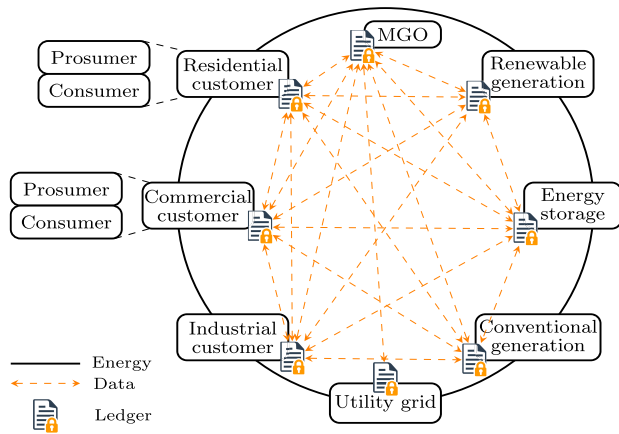 MGO
Prosumer
Consumer
Residential
customer
Renewable
generation
Prosumer
Consumer
Commercial
customer
Energy
storage
Industrial
customer
Conventional
generation
Utility grid
Energy
Data
Ledger